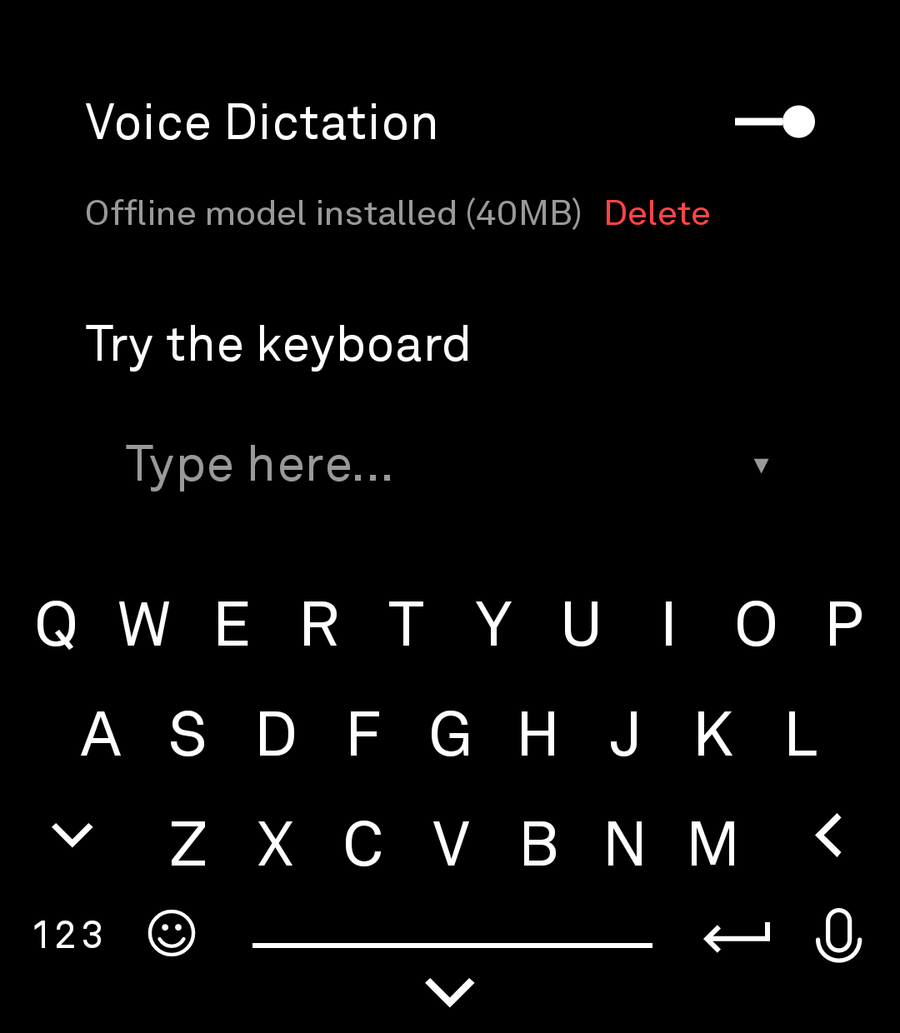 Voice Dictation
Offline model installed (40MB) Delete
Try the keyboard
Type here...
Q W E R T Y U I O P
A S D F G H J K L
Z X C V B N M
123